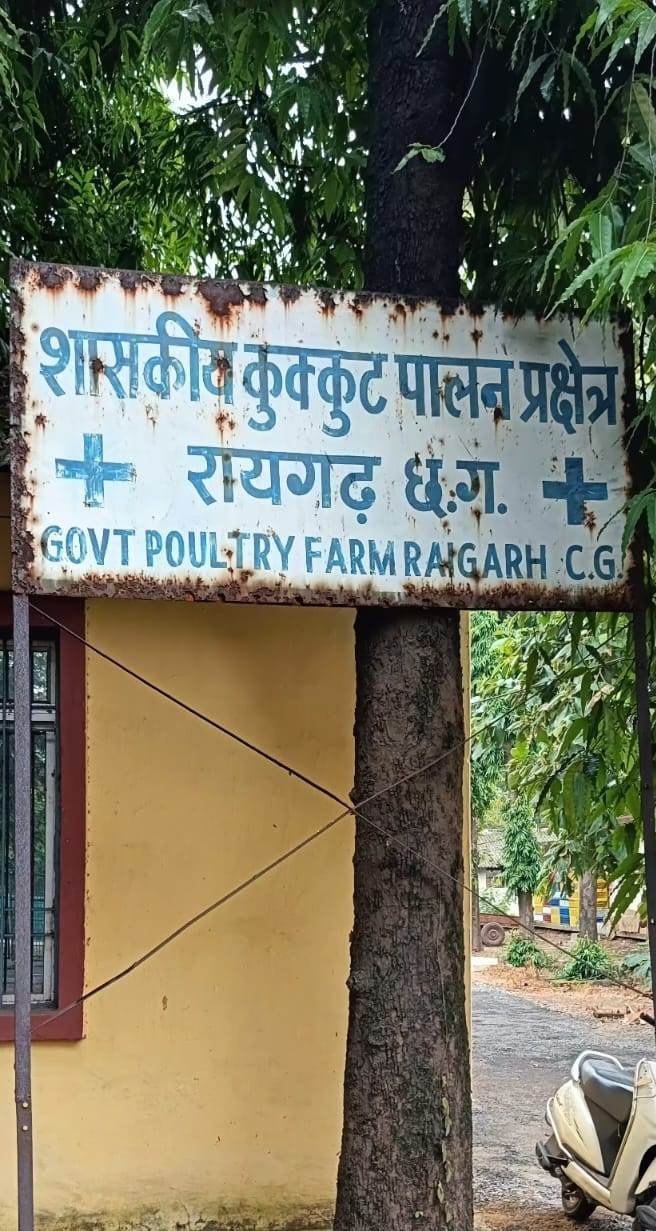 शासकीय कुक्कुट पालन प्रक्षेत्र
रायगढ़ छ.ग.
GOVT POULTRY FARM RAIGARH C.G.